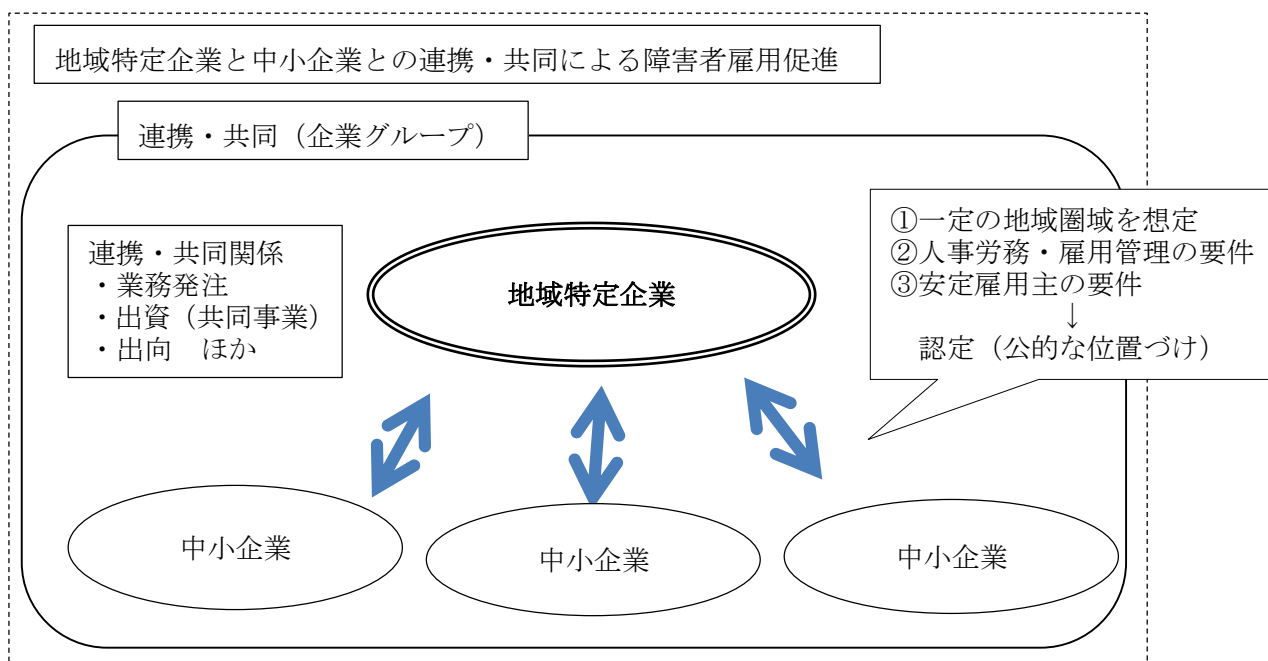 地域特定企業と中小企業との連携・共同による障害者雇用促進
連携・共同（企業グループ）
連携・共同関係
・業務発注
・出資（共同事業）
・出向　ほか
地域特定企業
①一定の地域圏域を想定
②人事労務・雇用管理の要件
③安定雇用主の要件
↓
認定（公的な位置づけ）
中小企業
中小企業
中小企業